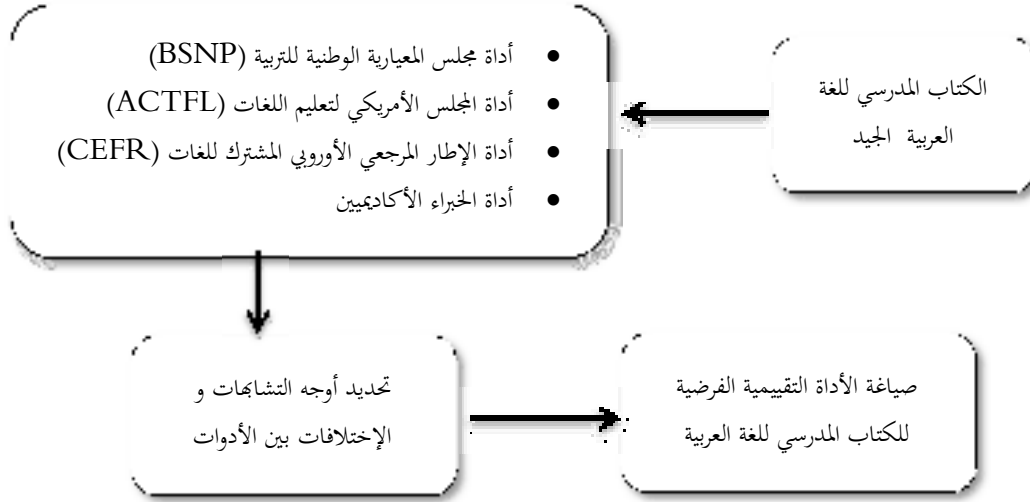 الكتاب المدرسي للغة
العربية الجيد
• أداة مجلس المعيارية الوطنية للتربية (BSNP)
• أداة المجلس الأمريكي لتعليم اللغات (ACTFL)
• أداة الإطار المرجعي الأوروبي المشترك للغات (CEFR)
• أداة الخبراء الأكاديميين
تحديد أوجه التشابهات و
الإختلافات بين الأدوات
صياغة الأداة التقييمية الفرضية
للكتاب المدرسي للغة العربية